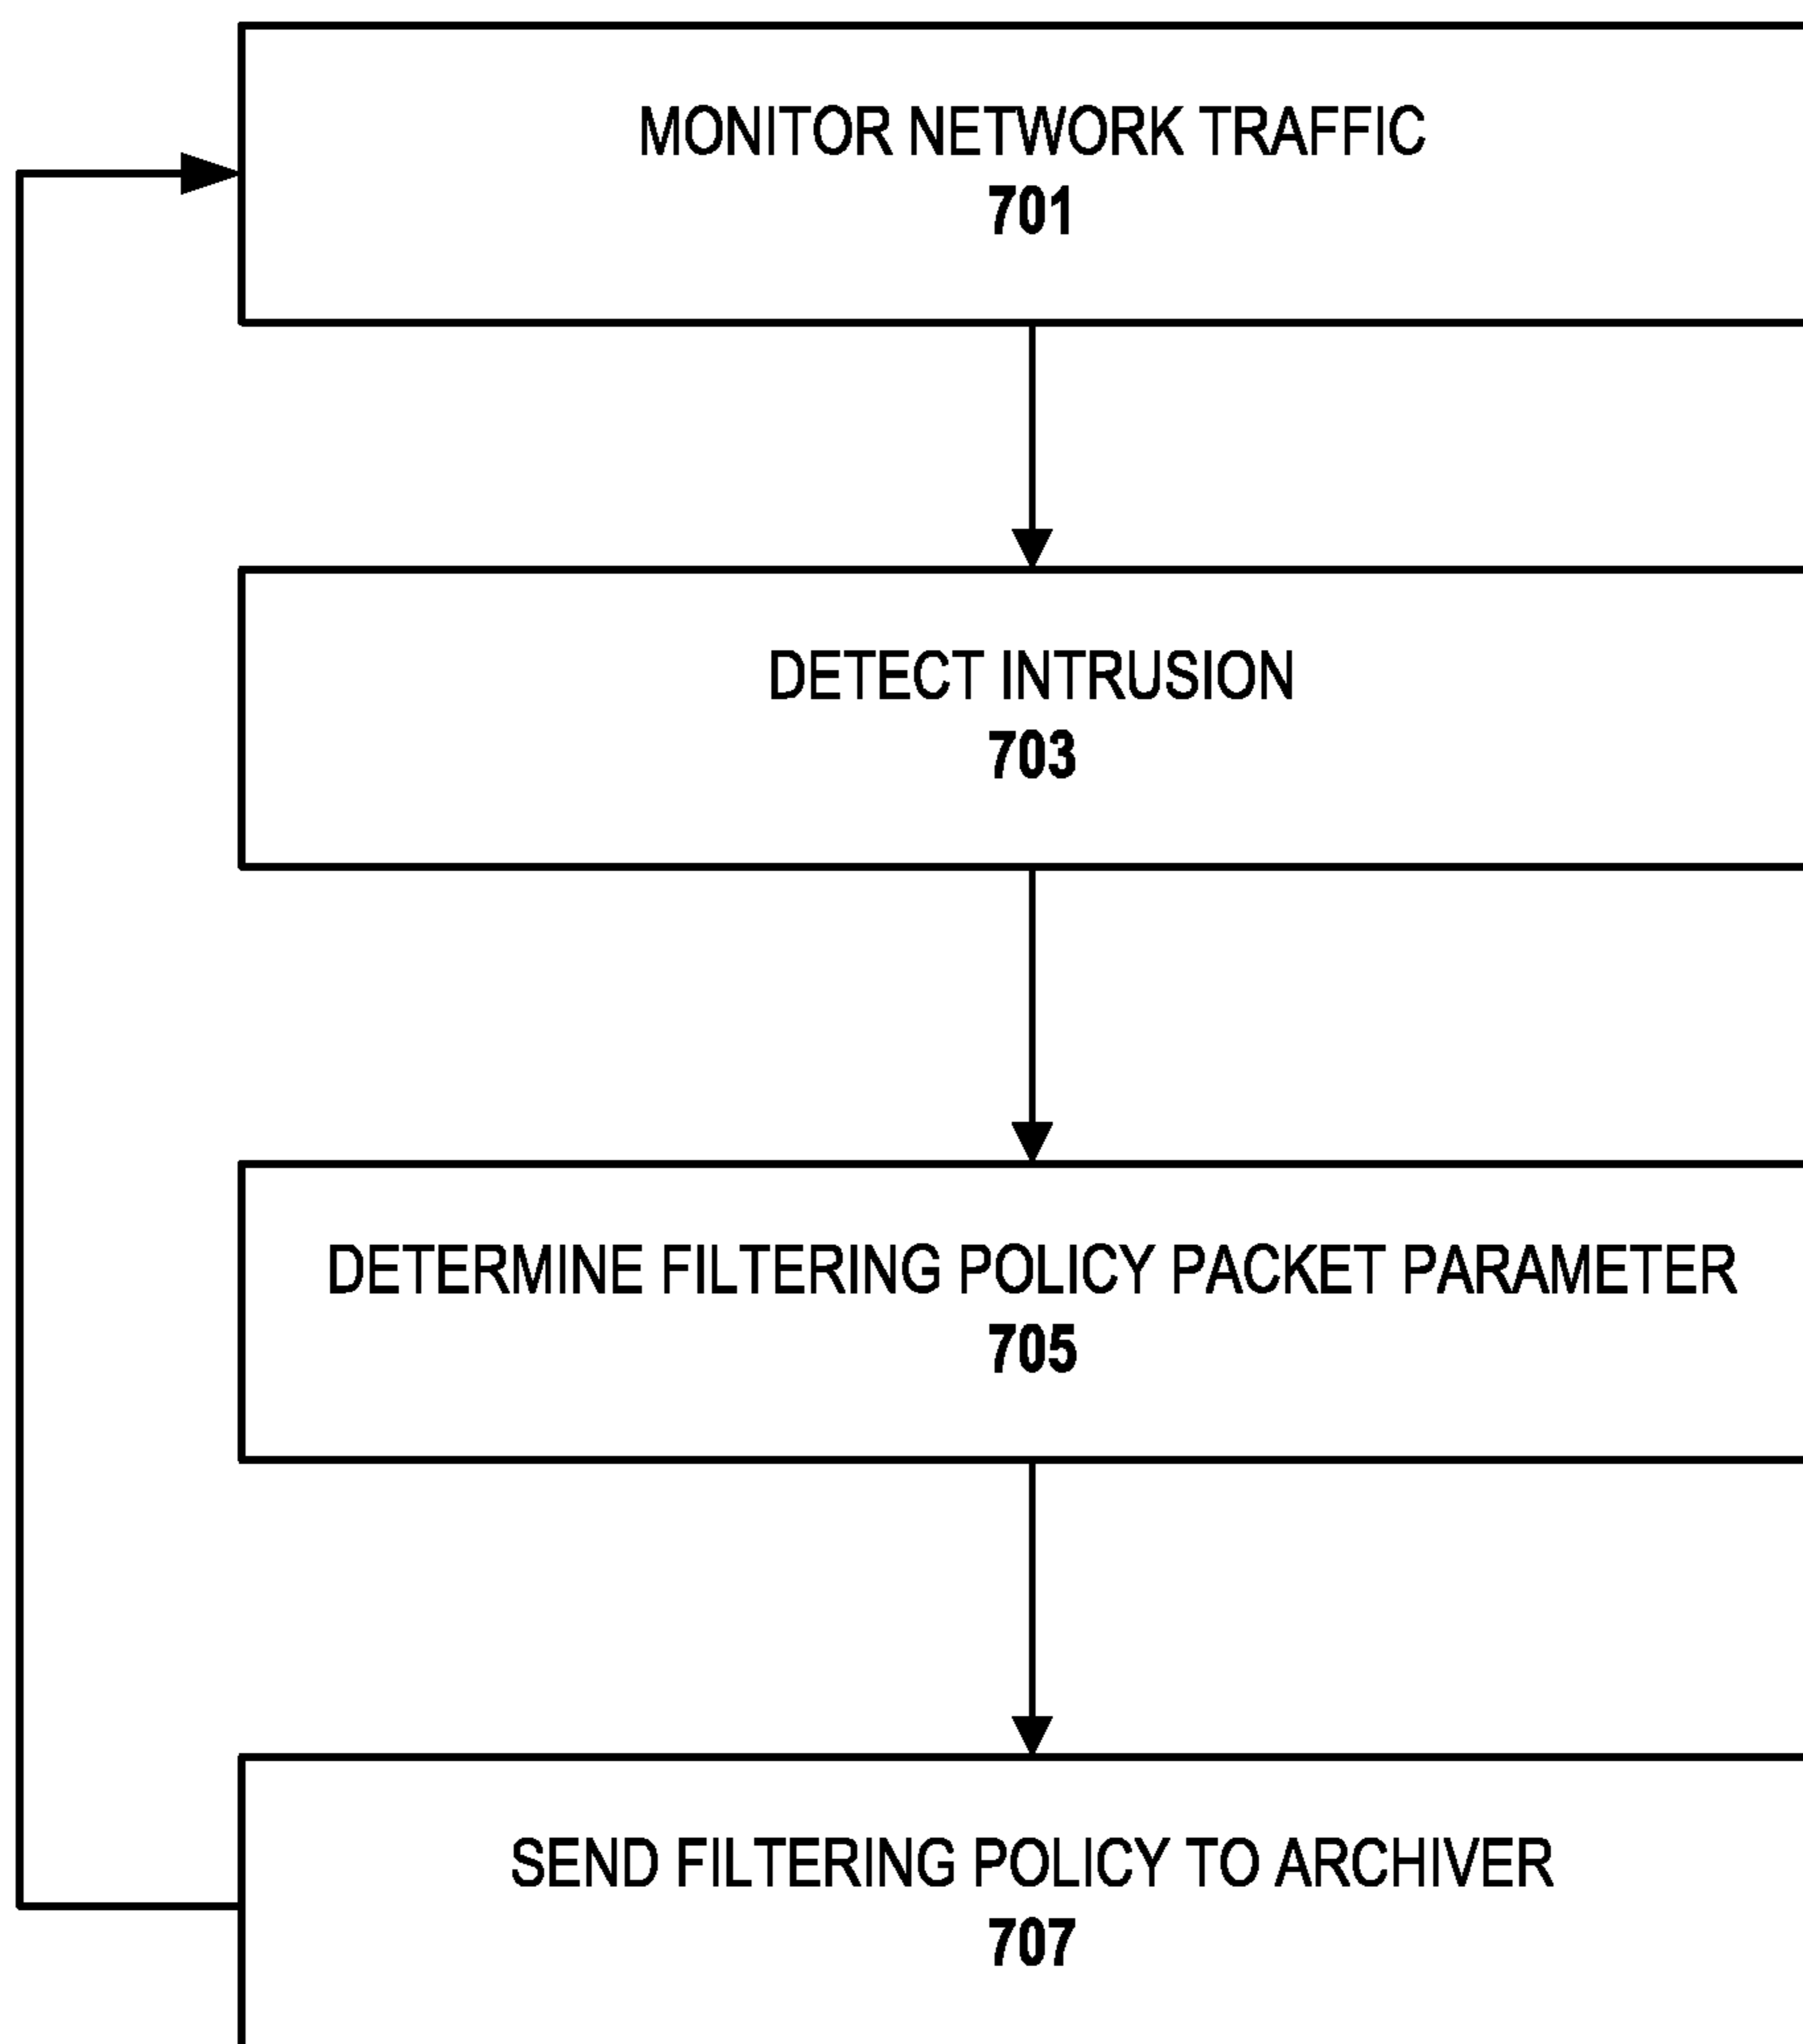 MONITOR NETWORK TRAFFIC
701
DETECT INTRUSION
703
DETERMINE FILTERING POLICY PACKET PARAMETER
705
SEND FILTERING POLICY TO ARCHIVER
707